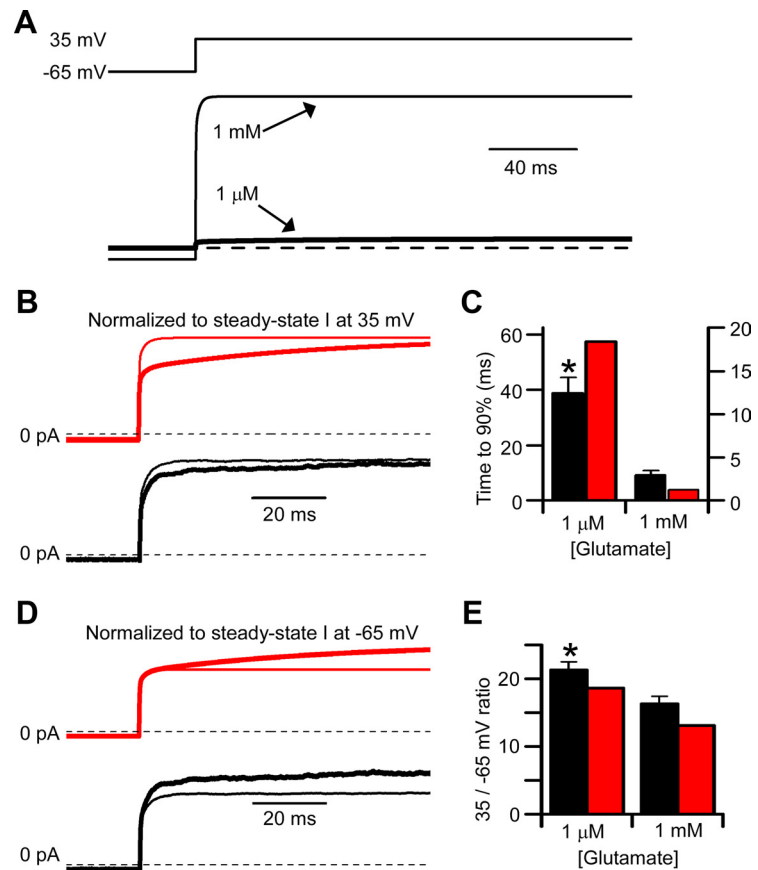 A
35 mV
-65 mV
1 mM
40 ms
1 μM
B
Normalized to steady-state I at 35 mV
0 pA
20 ms
0 pA
C
Time to 90% (ms)
60
40
20
0
20
15
10
5
0
*
1 μM
1 mM
[Glutamate]
D
Normalized to steady-state I at -65 mV
0 pA
20 ms
0 pA
E
35 / -65 mV ratio
20
10
0
*
1 μM
1 mM
[Glutamate]